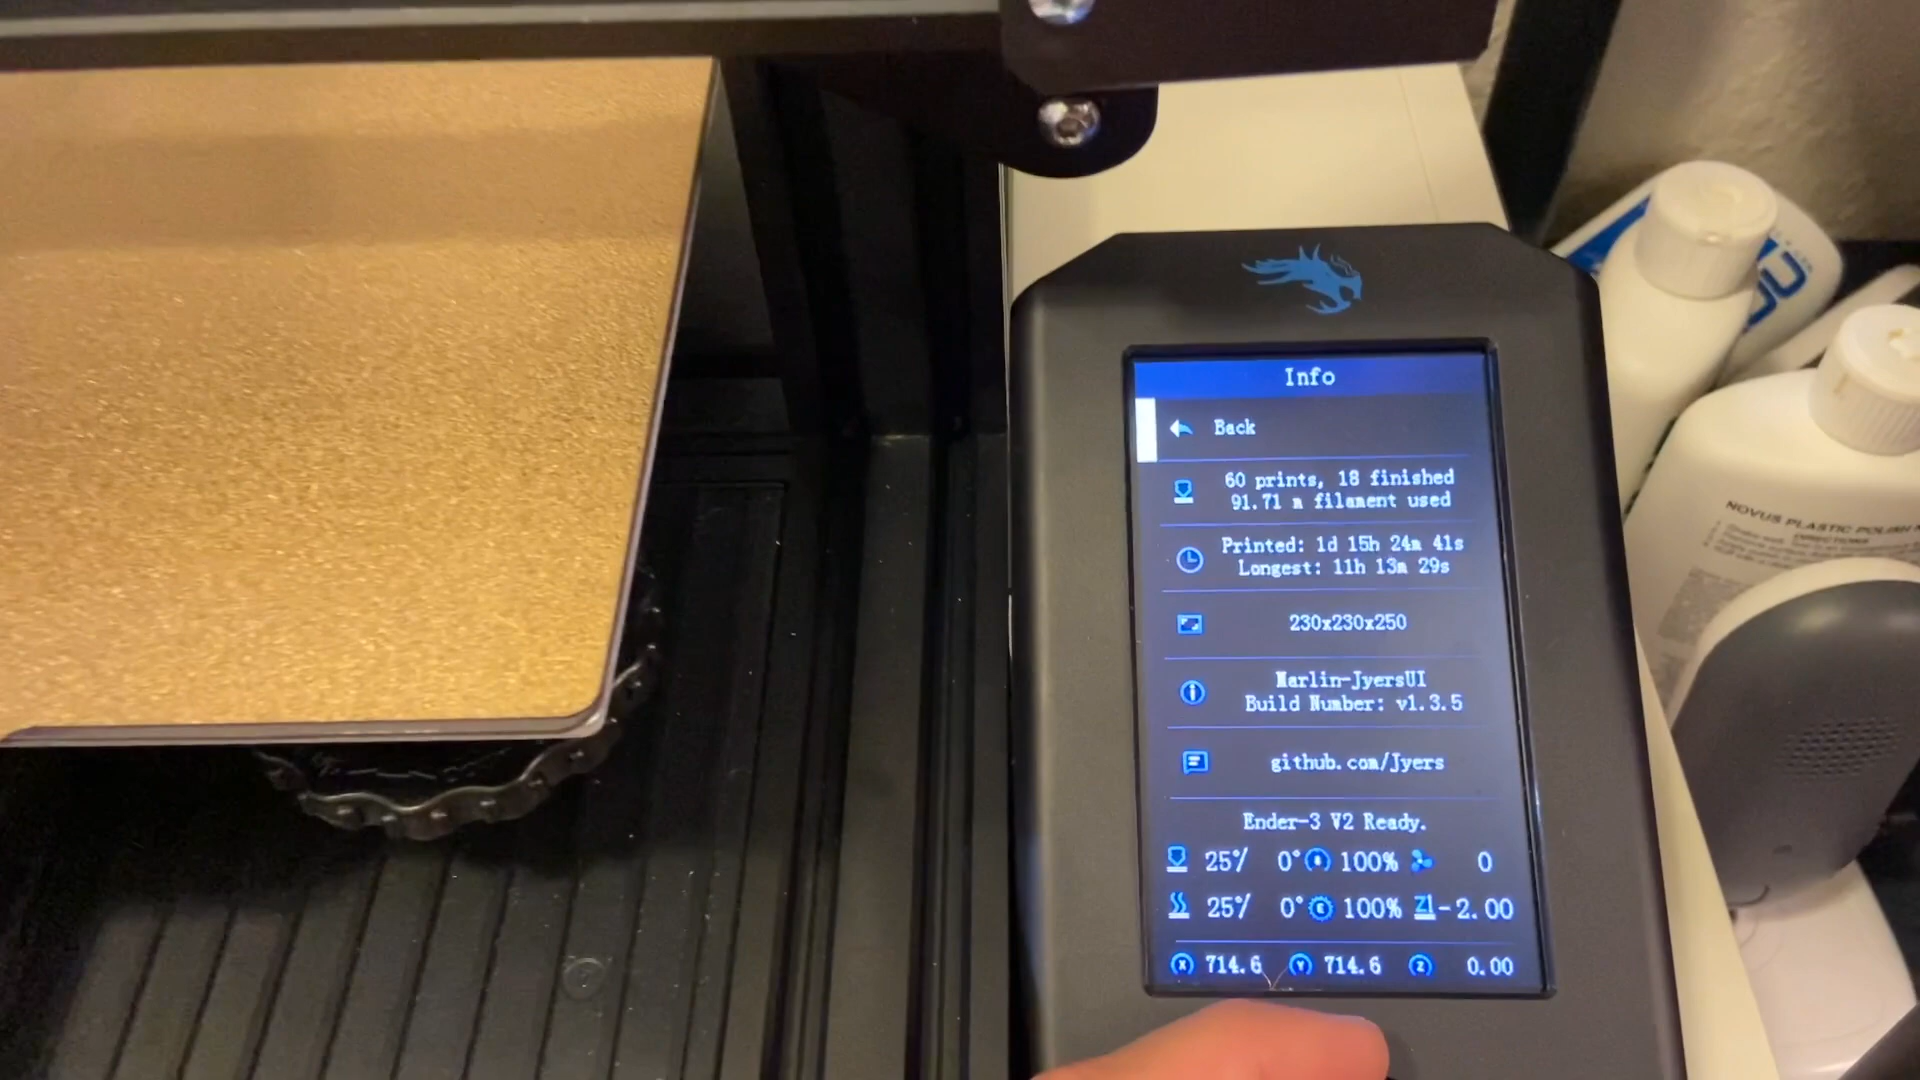 Info
Back
60 prints, 18 finished
91.71 m filament used
Printed: 1d 15h 24m 41s
Longest: 11h 13m 29s
230x230x250
Marlin-JyersUI
Build Number: v1.3.5
github.com/Jyers
Ender-3 V2 Ready.
25°/ 0° 100% 0
25°/ 0° E 100% Z -2.00
X 714.6 Y 714.6 Z 0.00
NOVUS PLASTIC POLISH
DIRECTIONS